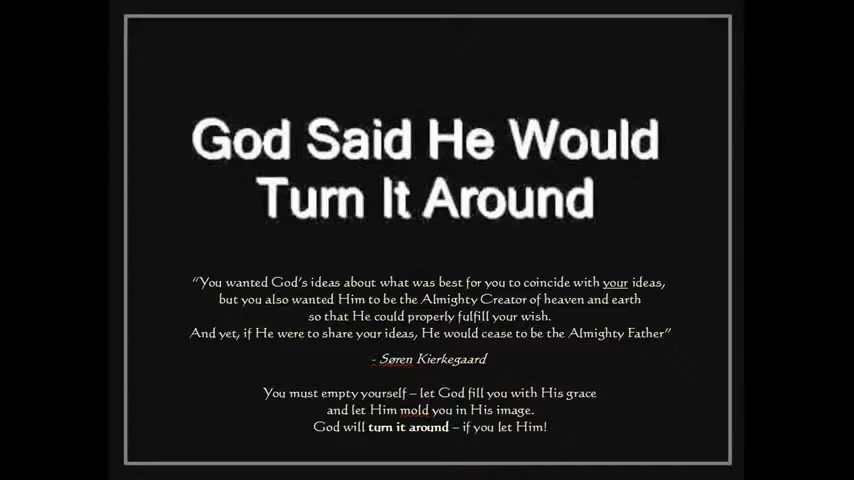 God Said He Would
Turn It Around
“You wanted God’s ideas about what was best for you to coincide with your ideas,
but you also wanted Him to be the Almighty Creator of heaven and earth
so that He could properly fulfill your wish.
And yet, if He were to share your ideas, He would cease to be the Almighty Father”
- Søren Kierkegaard
You must empty yourself – let God fill you with His grace
and let Him mold you in His image.
God will turn it around – if you let Him!